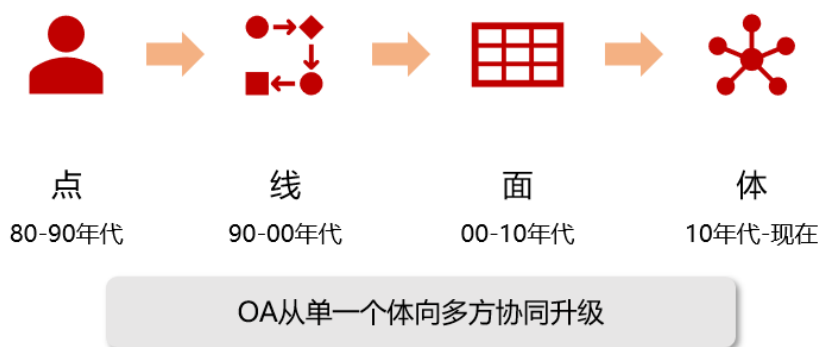 点
线
面
体
80-90年代
90-00年代
00-10年代
10年代-现在
OA从单一个体向多方协同升级